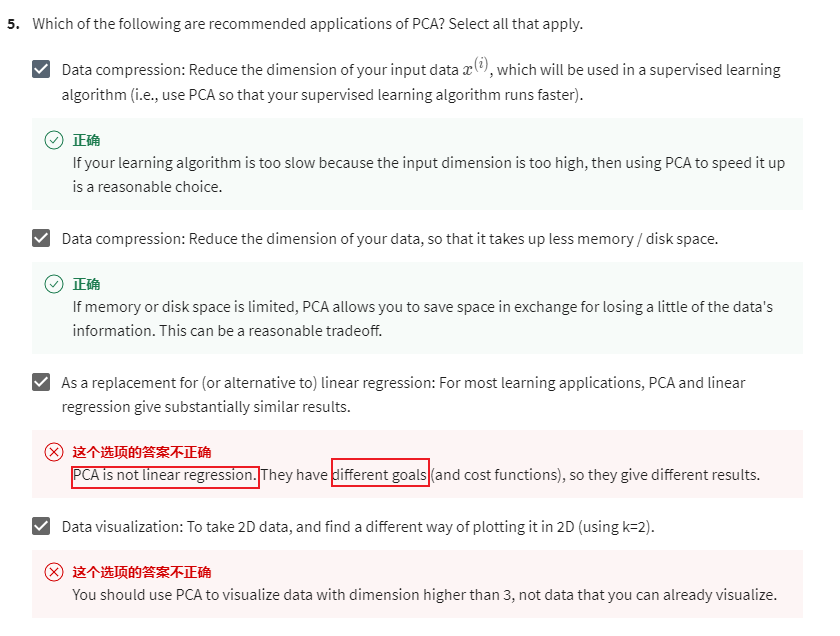 5. Which of the following are recommended applications of PCA? Select all that apply.
Data compression: Reduce the dimension of your input data x^(i), which will be used in a supervised learning
algorithm (i.e., use PCA so that your supervised learning algorithm runs faster).
正确
If your learning algorithm is too slow because the input dimension is too high, then using PCA to speed it up
is a reasonable choice.
Data compression: Reduce the dimension of your data, so that it takes up less memory / disk space.
正确
If memory or disk space is limited, PCA allows you to save space in exchange for losing a little of the data's
information. This can be a reasonable tradeoff.
As a replacement for (or alternative to) linear regression: For most learning applications, PCA and linear
regression give substantially similar results.
这个选项的答案不正确
PCA is not linear regression. They have different goals (and cost functions), so they give different results.
Data visualization: To take 2D data, and find a different way of plotting it in 2D (using k=2).
这个选项的答案不正确
You should use PCA to visualize data with dimension higher than 3, not data that you can already visualize.